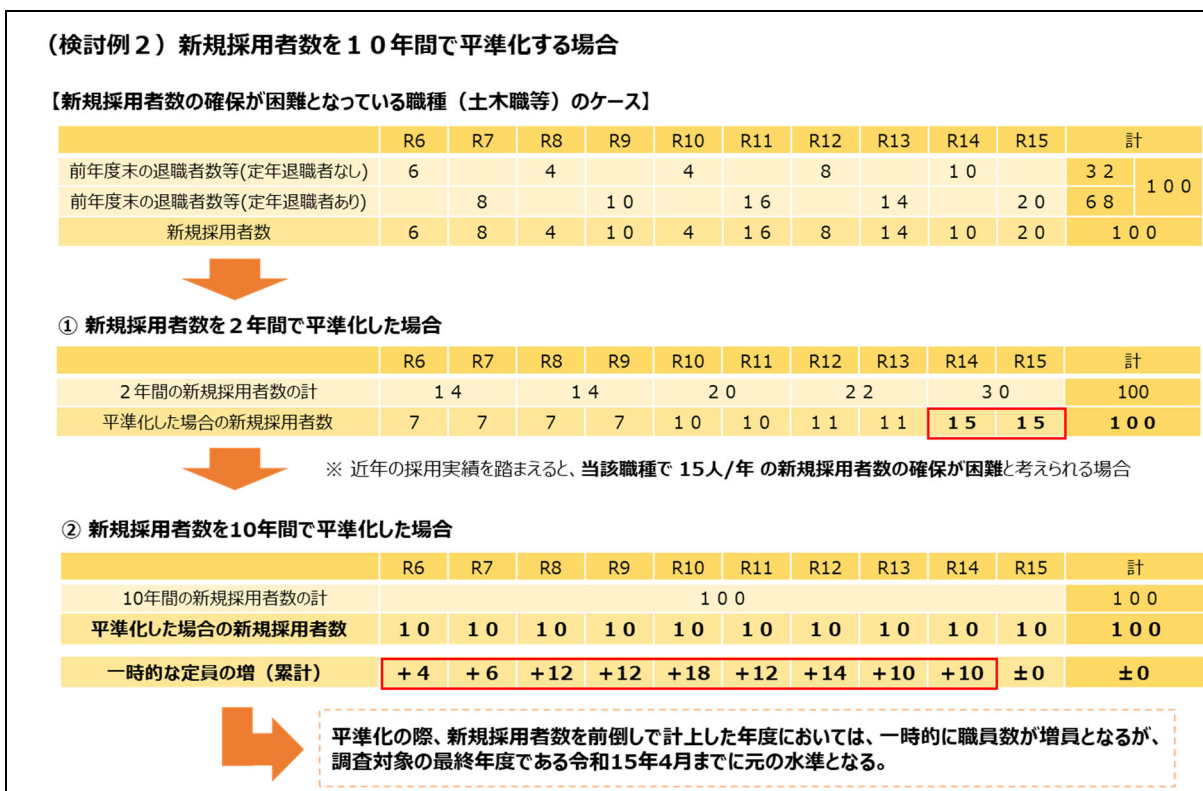 （検討例２）新規採用者数を１０年間で平準化する場合
【新規採用者数の確保が困難となっている職種（土木職等）のケース】
R6 R7 R8 R9 R10 R11 R12 R13 R14 R15 計
前年度末の退職者数等(定年退職者なし) 6 4 4 8 １０ ３２ １００
前年度末の退職者数等(定年退職者あり) 8 １０ １６ １４ ２０ ６８
新規採用者数 6 8 4 １０ 4 １６ 8 １４ １０ ２０ １００
① 新規採用者数を２年間で平準化した場合
R6 R7 R8 R9 R10 R11 R12 R13 R14 R15 計
２年間の新規採用者数の計 １４ １４ ２０ ２２ ３０ 100
平準化した場合の新規採用者数 7 7 7 7 １０ １０ １１ １１ １５ １５ １００
※ 近年の採用実績を踏まえると、当該職種で 15人/年 の新規採用者数の確保が困難と考えられる場合
② 新規採用者数を10年間で平準化した場合
R6 R7 R8 R9 R10 R11 R12 R13 R14 R15 計
10年間の新規採用者数の計 １００ １００
平準化した場合の新規採用者数 １０ １０ １０ １０ １０ １０ １０ １０ １０ １０ １００
一時的な定員の増（累計） +４ +６ +12 +12 +18 +12 +14 +10 +10 ±０ ±０
平準化の際、新規採用者数を前倒しで計上した年度においては、一時的に職員数が増員となるが、
調査対象の最終年度である令和15年4月までに元の水準となる。